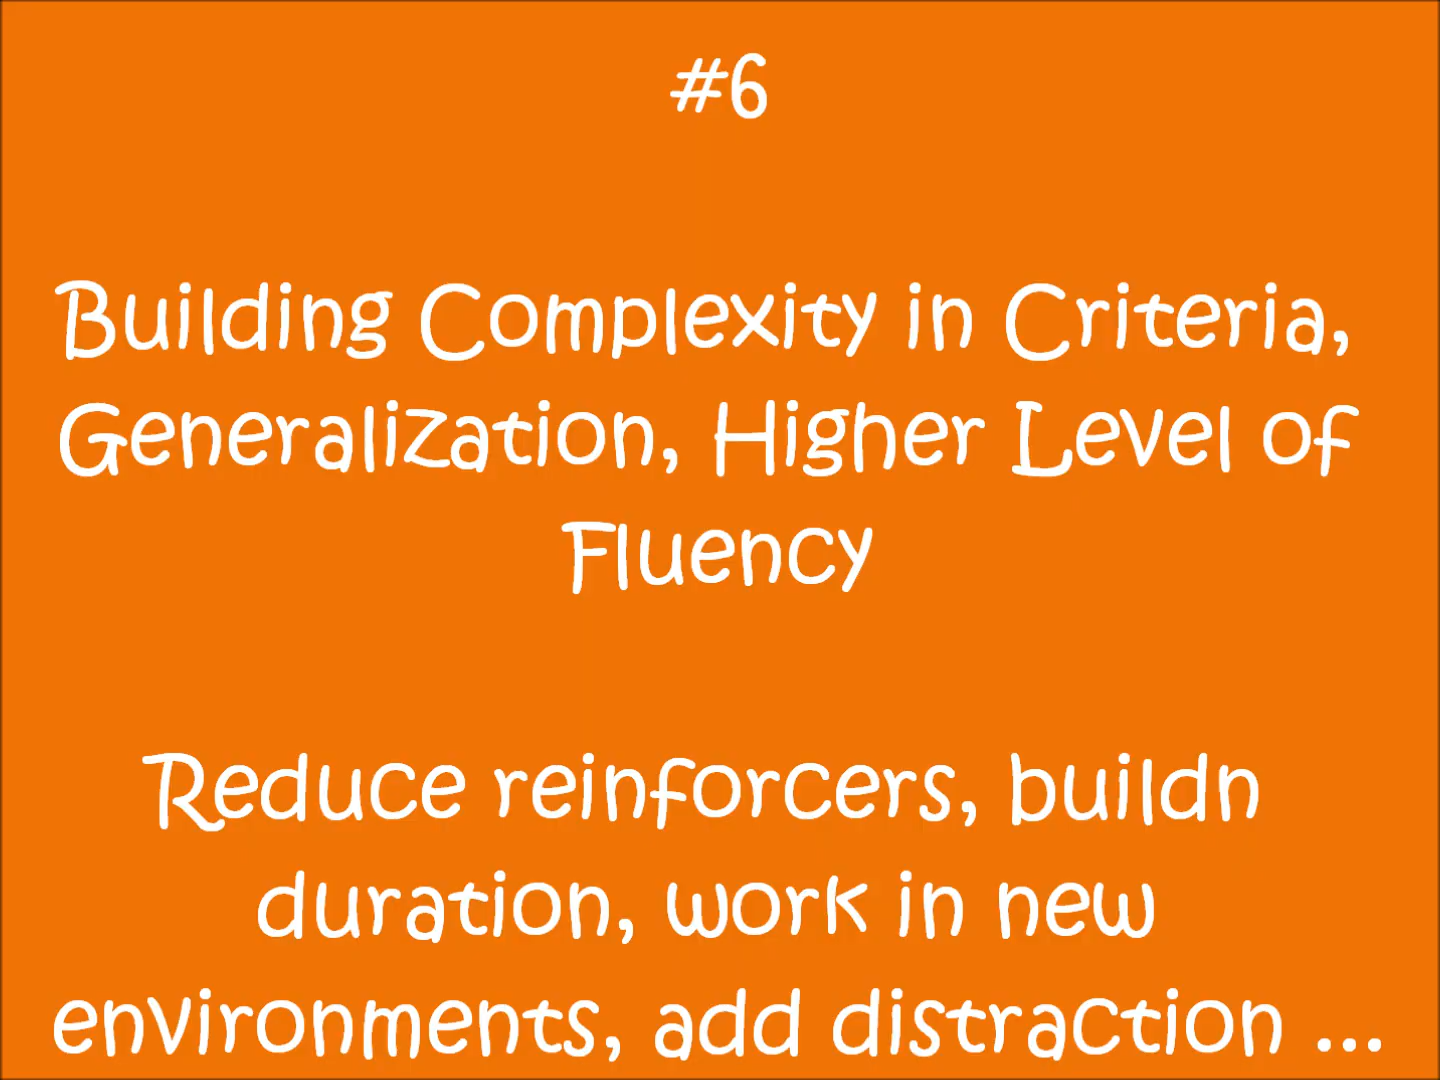 #6
Building Complexity in Criteria,
Generalization, Higher Level of
Fluency
Reduce reinforcers, buildn
duration, work in new
environments, add distraction ...